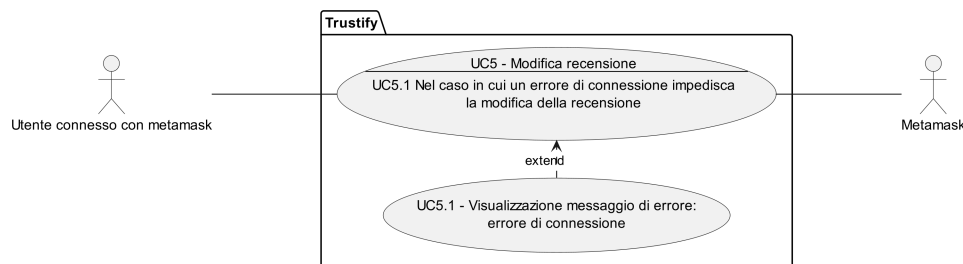 Trustify
UC5 - Modifica recensione
UC5.1 Nel caso in cui un errore di connessione impedisca
la modifica della recensione
Utente connesso con metamask
Metamask
extend
UC5.1 - Visualizzazione messaggio di errore:
errore di connessione